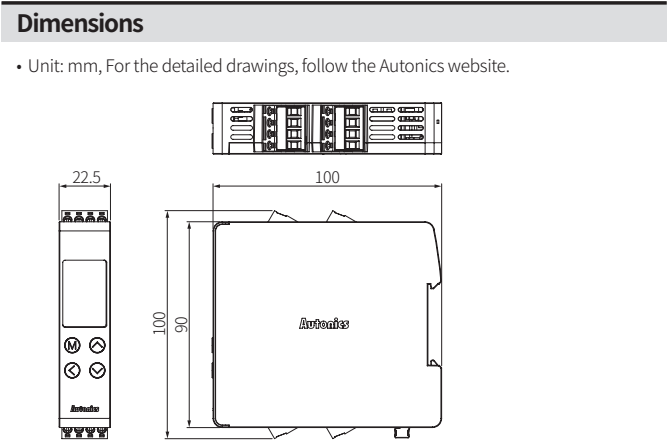 Dimensions
• Unit: mm, For the detailed drawings, follow the Autonics website.
22.5
100
100
90
Autonics
M
Autonics